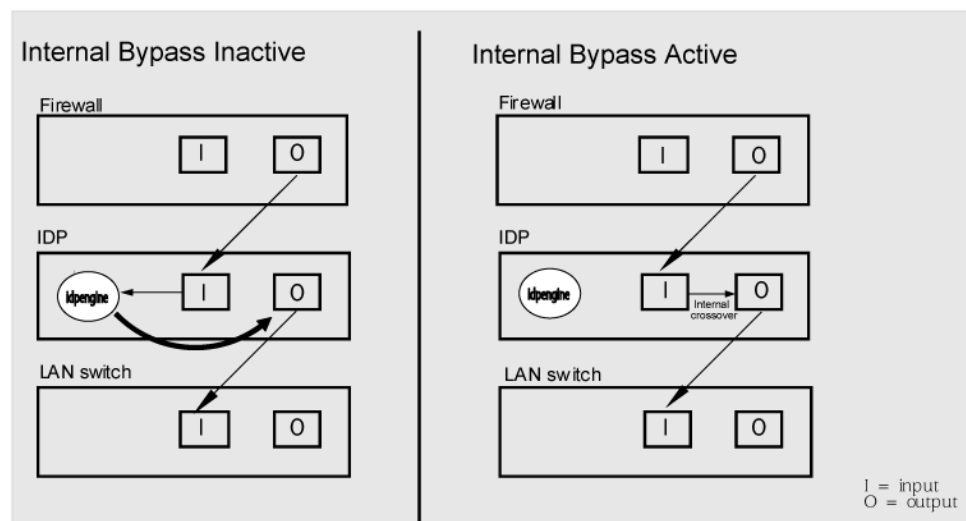 Internal Bypass Inactive
Firewall
I
O
IDP
idpengine
I
O
LAN switch
I
O
Internal Bypass Active
Firewall
I
O
IDP
idpengine
I
Internal
crossover
O
LAN switch
I
O
I = input
O = output